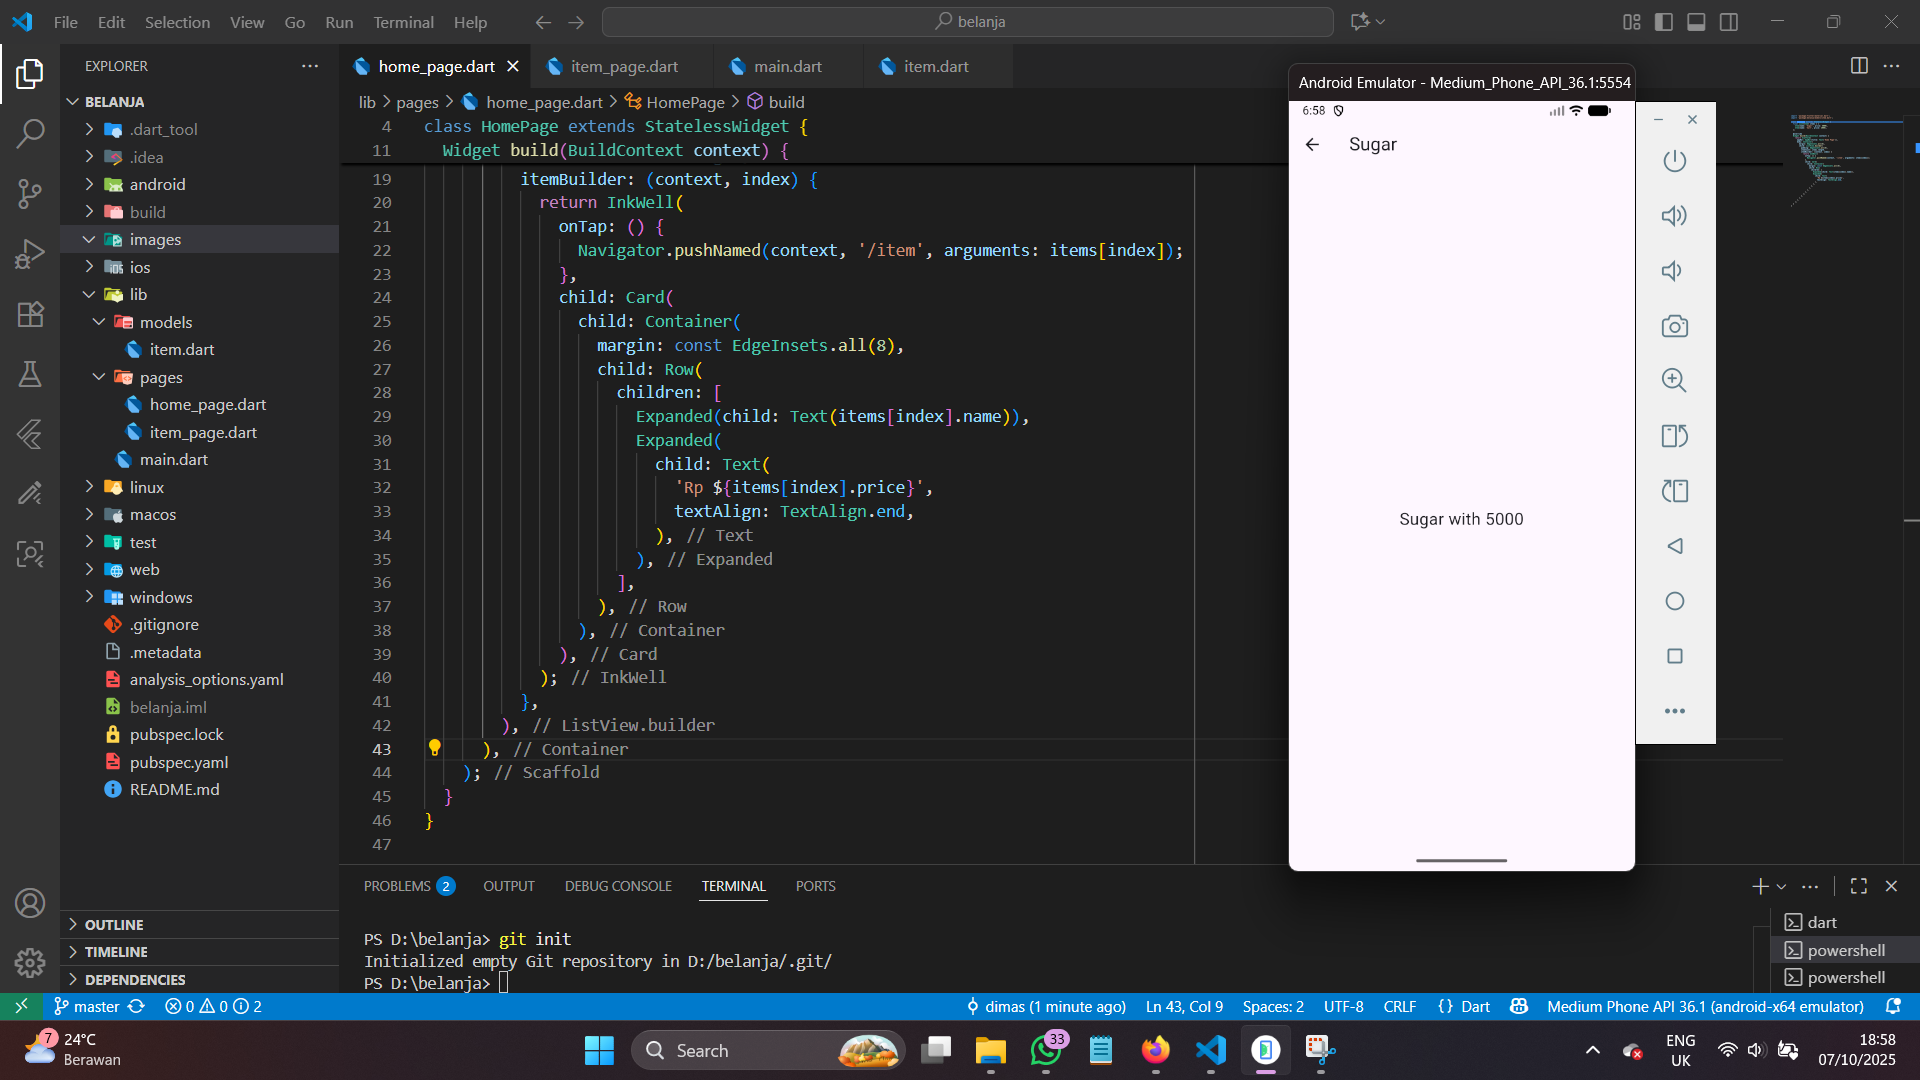 File Edit Selection View Go Run Terminal Help
belanja
EXPLORER
BELANJA
.dart_tool
.idea
android
build
images
ios
lib
models
item.dart
pages
home_page.dart
item_page.dart
main.dart
linux
macos
test
web
windows
.gitignore
.metadata
analysis_options.yaml
belanja.iml
pubspec.lock
pubspec.yaml
README.md
OUTLINE
TIMELINE
DEPENDENCIES
home_page.dart item_page.dart main.dart item.dart
lib > pages > home_page.dart > HomePage > build
4 class HomePage extends StatelessWidget {
11 Widget build(BuildContext context) {
19 itemBuilder: (context, index) {
20 return InkWell(
21 onTap: () {
22 Navigator.pushNamed(context, '/item', arguments: items[index]);
23 },
24 child: Card(
25 child: Container(
26 margin: const EdgeInsets.all(8),
27 child: Row(
28 children: [
29 Expanded(child: Text(items[index].name)),
30 Expanded(
31 child: Text(
32 'Rp ${items[index].price}',
33 textAlign: TextAlign.end,
34 ), // Text
35 ), // Expanded
36 ],
37 ), // Row
38 ), // Container
39 ), // Card
40 ); // InkWell
41 },
42 ), // ListView.builder
43 ), // Container
44 ); // Scaffold
45 }
46 }
47
Android Emulator - Medium_Phone_API_36.1:5554
6:58
Sugar
Sugar with 5000
PROBLEMS 2 OUTPUT DEBUG CONSOLE TERMINAL PORTS
PS D:\belanja> git init
Initialized empty Git repository in D:/belanja/.git/
PS D:\belanja>
dart
powershell
powershell
master 0 0 2 dimas (1 minute ago) Ln 43, Col 9 Spaces: 2 UTF-8 CRLF {} Dart Medium Phone API 36.1 (android-x64 emulator)
7
24°C
Berawan
Search
33
ENG
UK
18:58
07/10/2025